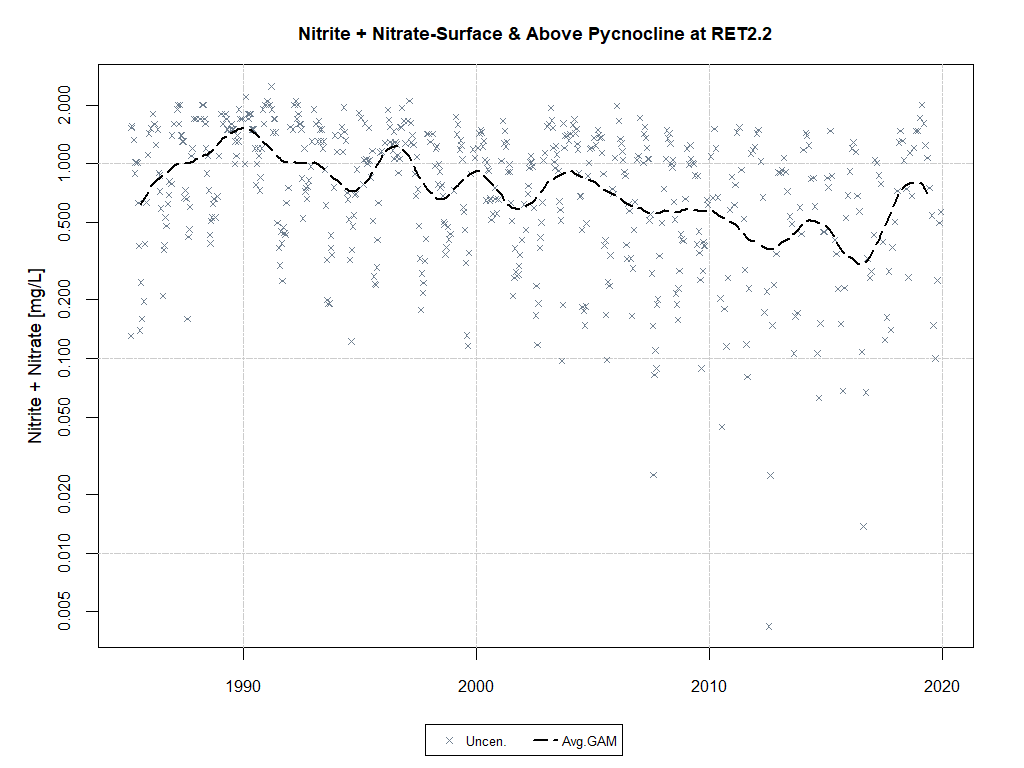 Nitrite + Nitrate-Surface & Above Pycnocline at RET2.2
Nitrite + Nitrate [mg/L]
2.000
1.000
0.500
0.200
0.100
0.050
0.020
0.010
0.005
1990 2000 2010 2020
Uncen. Avg.GAM